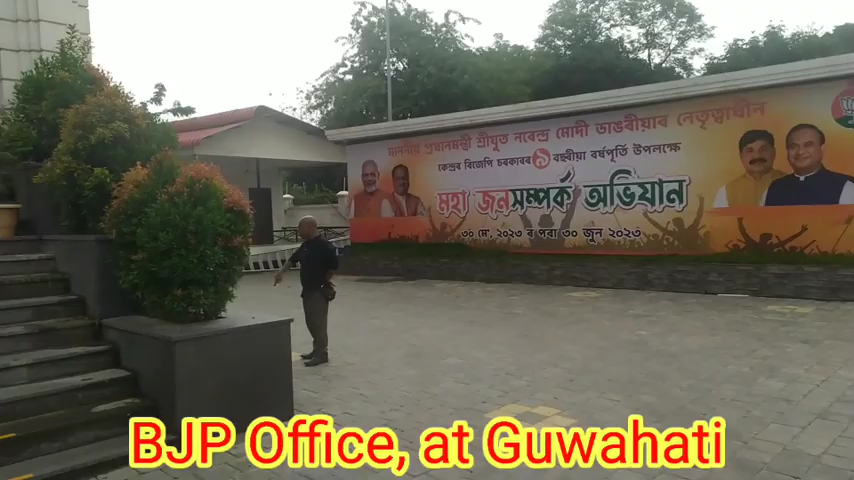 মাননীয় প্ৰধানমন্ত্ৰী শ্ৰীযুত নৰেন্দ্ৰ মোদী ডাঙৰীয়াৰ নেতৃত্বাধীন
কেন্দ্ৰৰ বিজেপি চৰকাৰৰ ৯ বছৰীয়া বৰ্ষপূৰ্তি উপলক্ষে
মহা জনসম্পৰ্ক অভিযান
৩০ মে', ২০২৩ ৰ পৰা ৩০ জুন ২০২৩
BJP Office, at Guwahati